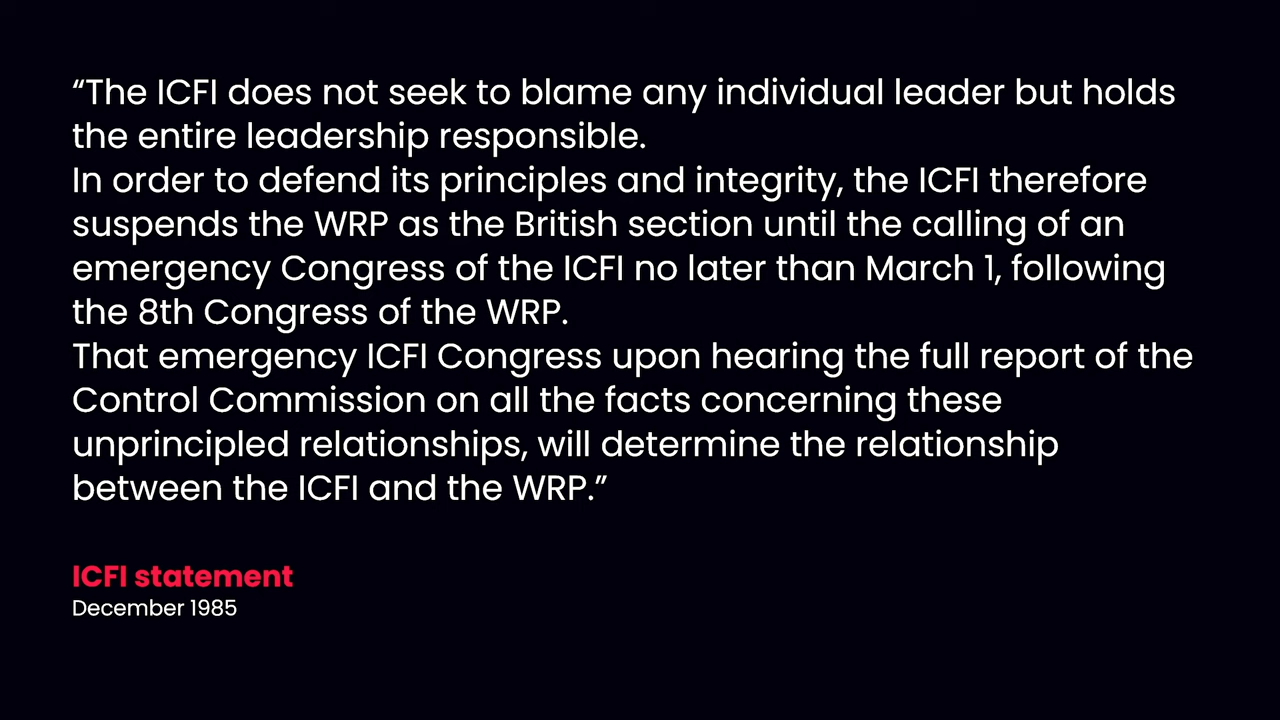 “The ICFI does not seek to blame any individual leader but holds
the entire leadership responsible.
In order to defend its principles and integrity, the ICFI therefore
suspends the WRP as the British section until the calling of an
emergency Congress of the ICFI no later than March 1, following
the 8th Congress of the WRP.
That emergency ICFI Congress upon hearing the full report of the
Control Commission on all the facts concerning these
unprincipled relationships, will determine the relationship
between the ICFI and the WRP.”
ICFI statement
December 1985